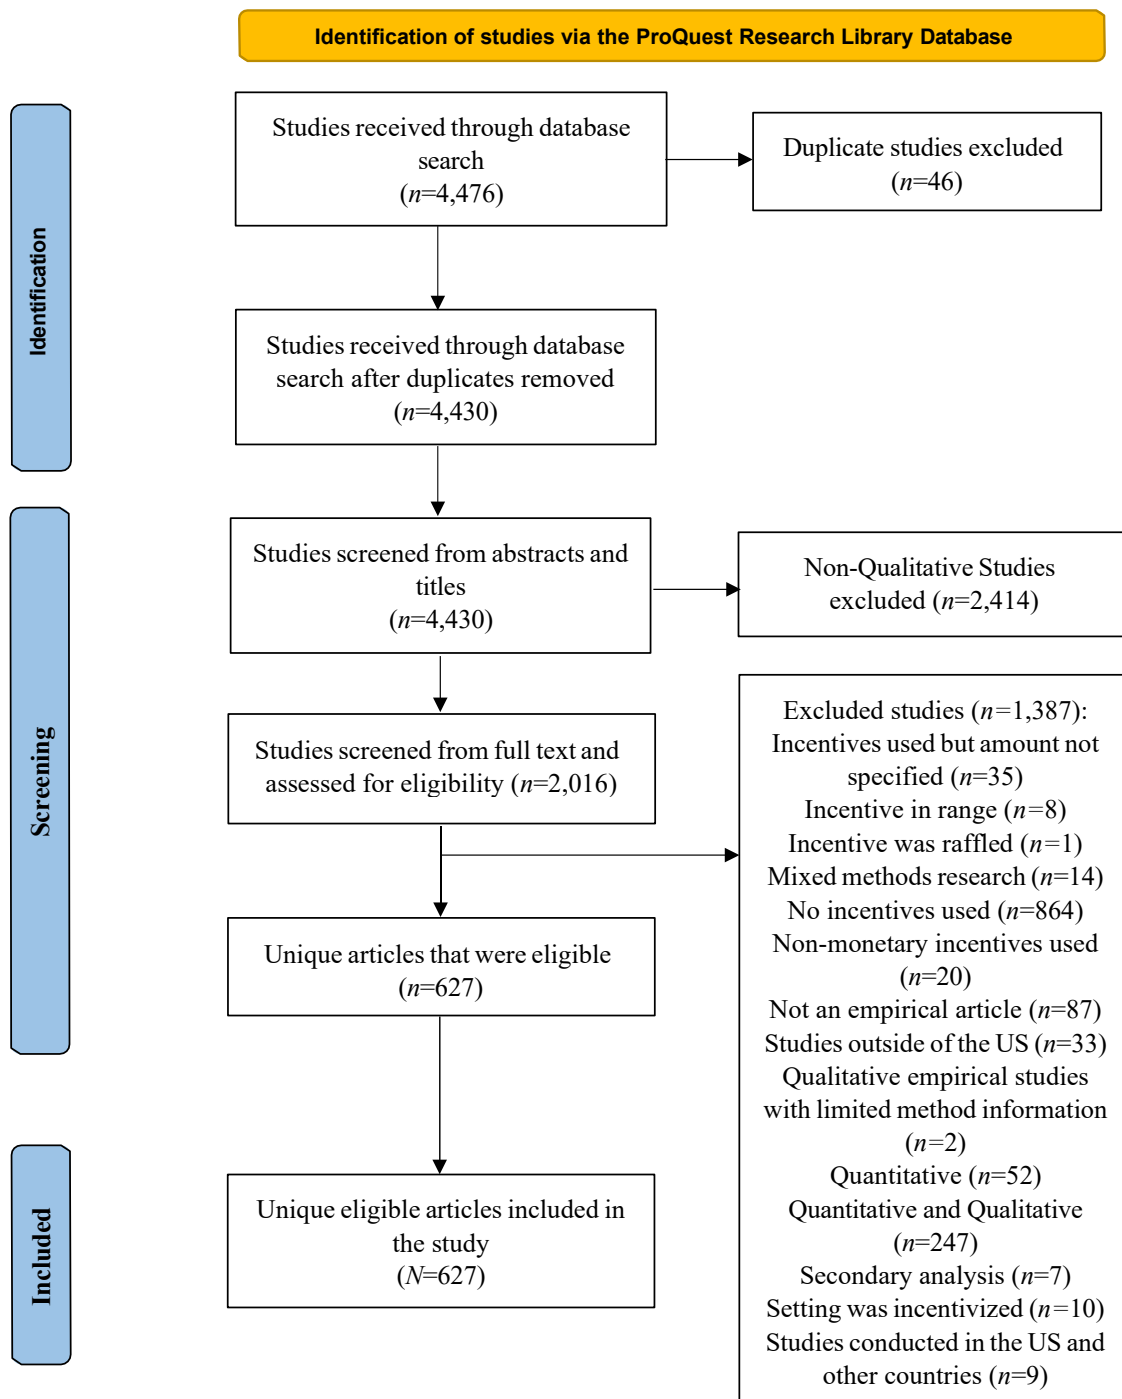 Identification of studies via the ProQuest Research Library Database
Identification
Studies received through database
search
(n=4,476)
Duplicate studies excluded
(n=46)
Studies received through database
search after duplicates removed
(n=4,430)
Screening
Studies screened from abstracts and
titles
(n=4,430)
Non-Qualitative Studies
excluded (n=2,414)
Studies screened from full text and
assessed for eligibility (n=2,016)
Excluded studies (n=1,387):
Incentives used but amount not
specified (n=35)
Incentive in range (n=8)
Incentive was raffled (n=1)
Mixed methods research (n=14)
No incentives used (n=864)
Non-monetary incentives used
(n=20)
Not an empirical article (n=87)
Studies outside of the US (n=33)
Qualitative empirical studies
with limited method information
(n=2)
Quantitative (n=52)
Quantitative and Qualitative
(n=247)
Secondary analysis (n=7)
Setting was incentivized (n=10)
Studies conducted in the US and
other countries (n=9)
Unique articles that were eligible
(n=627)
Included
Unique eligible articles included in
the study
(N=627)